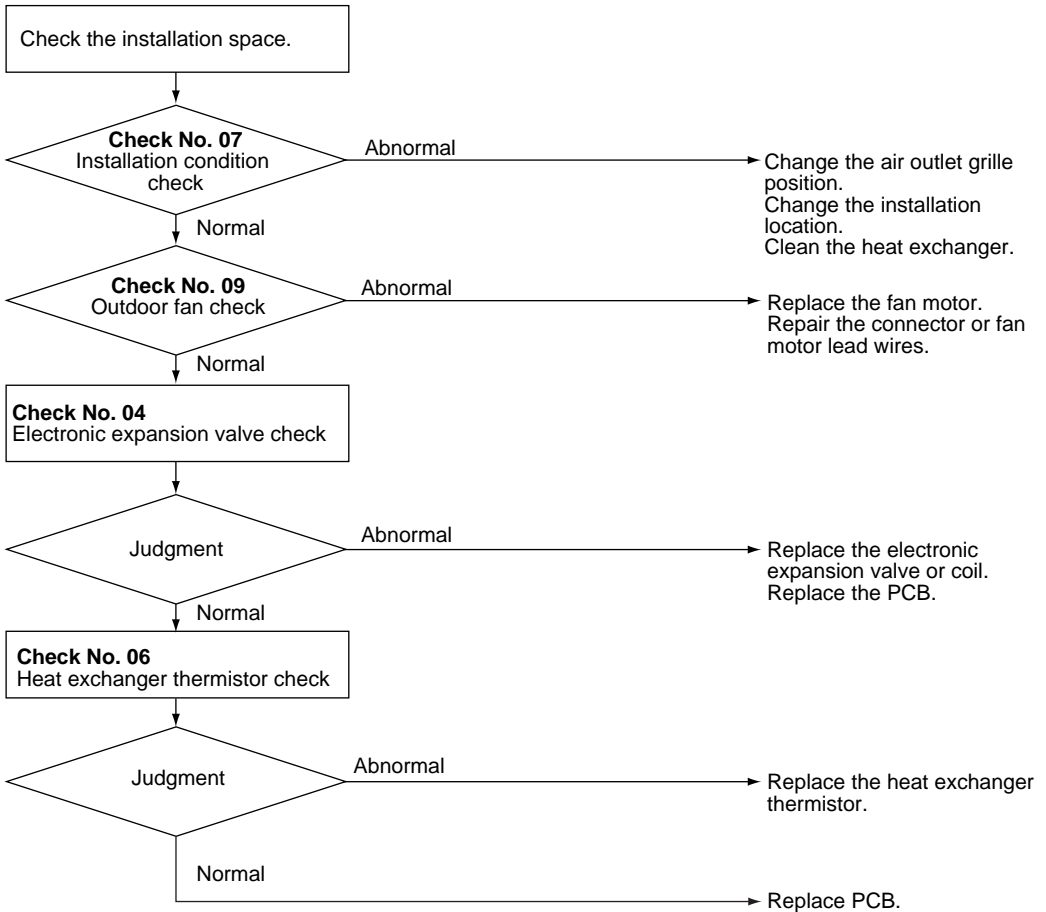 Check the installation space.
Check No. 07
Installation condition
check
Abnormal
Change the air outlet grille
position.
Change the installation
location.
Clean the heat exchanger.
Normal
Check No. 09
Outdoor fan check
Abnormal
Replace the fan motor.
Repair the connector or fan
motor lead wires.
Normal
Check No. 04
Electronic expansion valve check
Judgment
Abnormal
Replace the electronic
expansion valve or coil.
Replace the PCB.
Normal
Check No. 06
Heat exchanger thermistor check
Judgment
Abnormal
Replace the heat exchanger
thermistor.
Normal
Replace PCB.